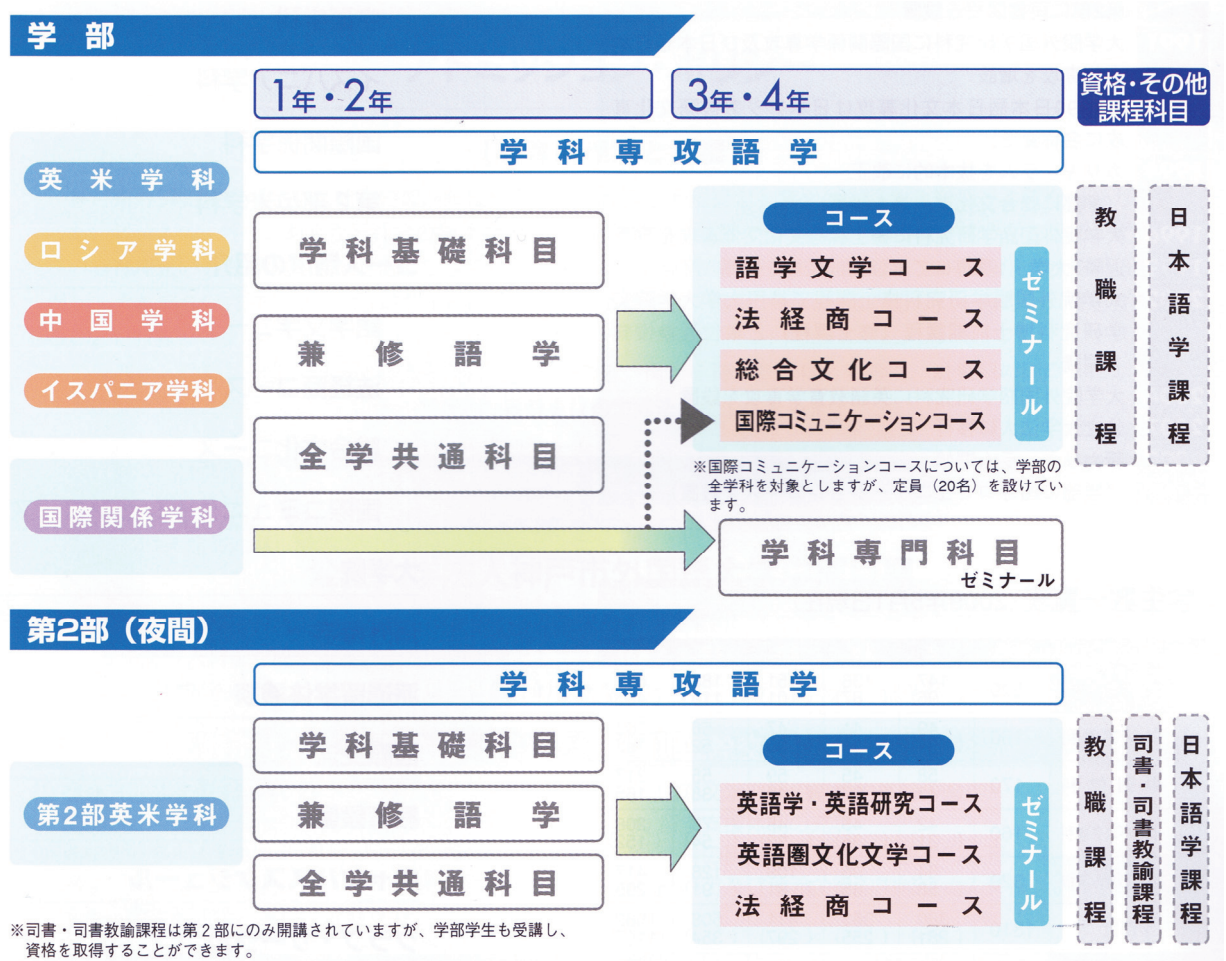 学部
1年・2年
3年・4年
資格・その他
課程科目
学科専攻語学
英米学科
ロシア学科
中国学科
イスパニア学科
国際関係学科
学科基礎科目
兼修語学
全学共通科目
コース
語学文学コース
法経商コース
総合文化コース
国際コミュニケーションコース
ゼミナール
※国際コミュニケーションコースについては、学部の
全学科を対象としますが、定員（20名）を設けてい
ます。
学科専門科目
ゼミナール
教職課程
日本語学課程
第2部（夜間）
学科専攻語学
第2部英米学科
学科基礎科目
兼修語学
全学共通科目
コース
英語学・英語研究コース
英語圏文化文学コース
法経商コース
ゼミナール
教職課程
司書・司書教諭課程
日本語学課程
※司書・司書教諭課程は第2部にのみ開講されていますが、学部学生も受講し、
資格を取得することができます。